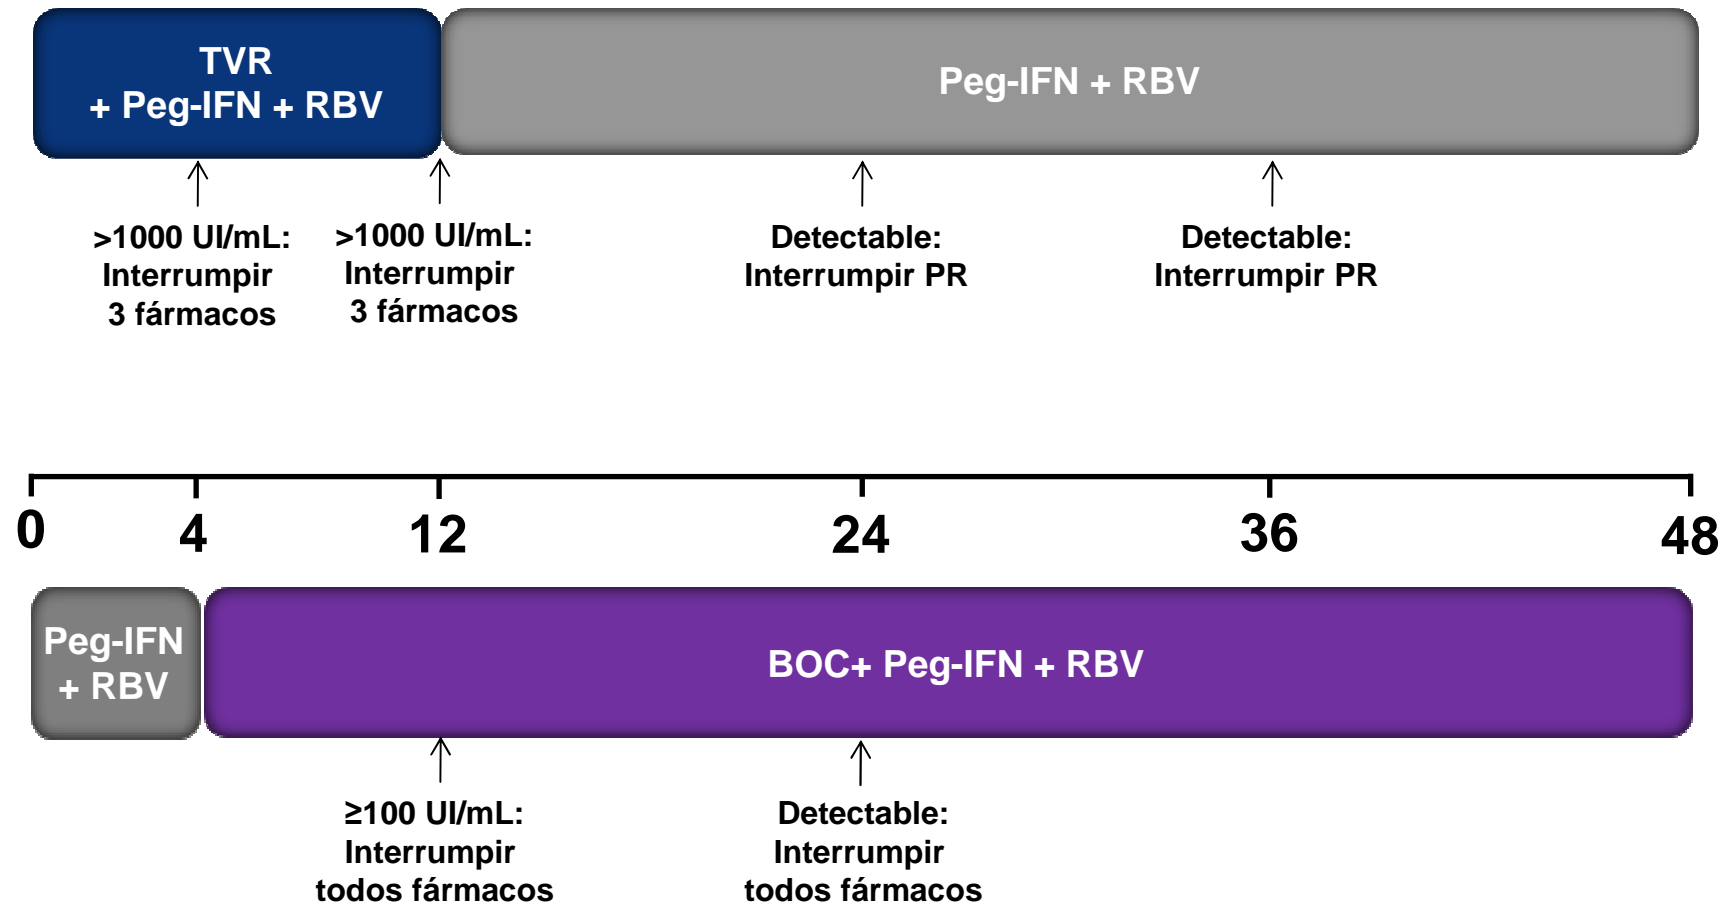 TVR
+ Peg-IFN + RBV
Peg-IFN + RBV
>1000 UI/mL:
Interrumpir
3 fármacos
>1000 UI/mL:
Interrumpir
3 fármacos
Detectable:
Interrumpir PR
Detectable:
Interrumpir PR
0 4 12 24 36 48
Peg-IFN
+ RBV
BOC+ Peg-IFN + RBV
≥100 UI/mL:
Interrumpir
todos fármacos
Detectable:
Interrumpir
todos fármacos